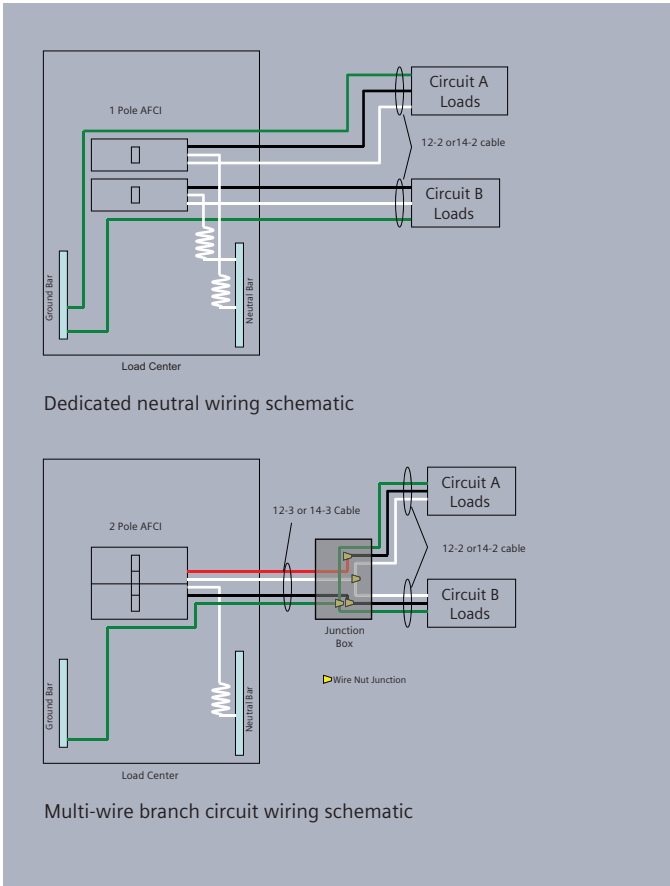 1 Pole AFCI
Circuit A
Loads
12-2 or14-2 cable
Circuit B
Loads
Ground Bar
Neutral Bar
Load Center
Dedicated neutral wiring schematic
12-3 or 14-3 Cable
2 Pole AFCI
Circuit A
Loads
12-2 or14-2 cable
Circuit B
Loads
Junction
Box
Wire Nut Junction
Ground Bar
Neutral Bar
Load Center
Multi-wire branch circuit wiring schematic